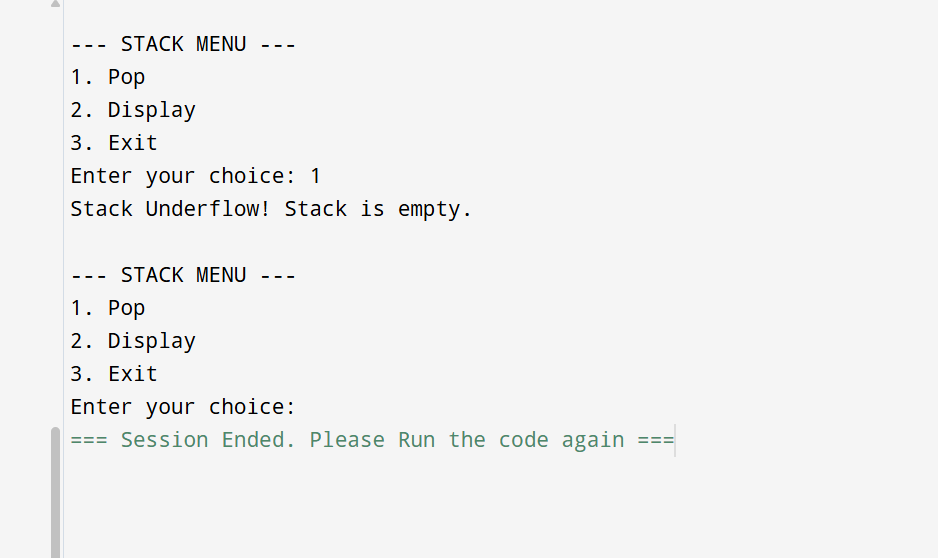 --- STACK MENU ---
1. Pop
2. Display
3. Exit
Enter your choice: 1
Stack Underflow! Stack is empty.

--- STACK MENU ---
1. Pop
2. Display
3. Exit
Enter your choice:
=== Session Ended. Please Run the code again ===